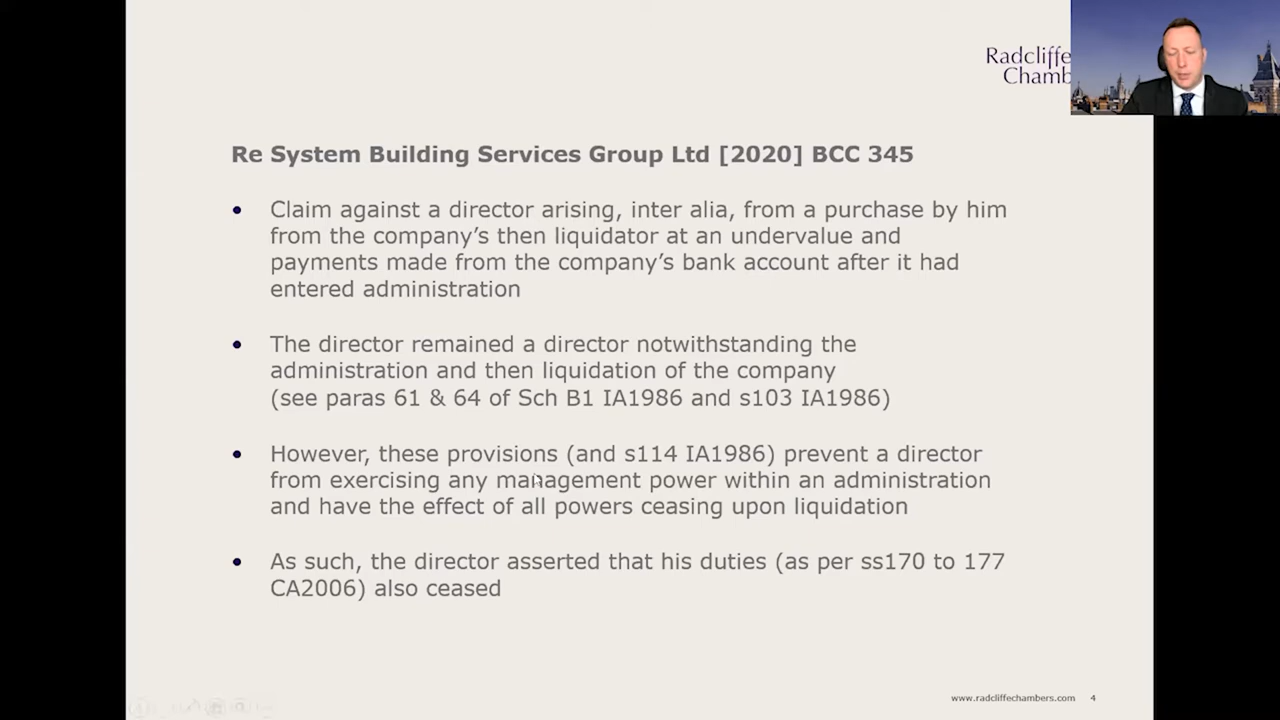 Radcliffe
Chamb
Re System Building Services Group Ltd [2020] BCC 345
• Claim against a director arising, inter alia, from a purchase by him
from the company's then liquidator at an undervalue and
payments made from the company's bank account after it had
entered administration
• The director remained a director notwithstanding the
administration and then liquidation of the company
(see paras 61 & 64 of Sch B1 IA1986 and s103 IA1986)
• However, these provisions (and s114 IA1986) prevent a director
from exercising any management power within an administration
and have the effect of all powers ceasing upon liquidation
• As such, the director asserted that his duties (as per ss170 to 177
CA2006) also ceased
www.radcliffechambers.com 4